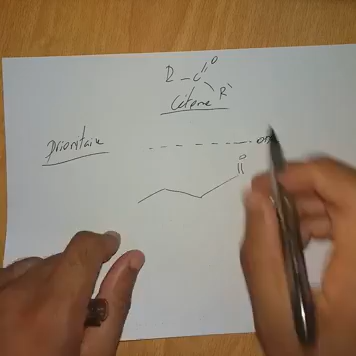 R - C = O
R'
Cétone
Prioritaire
- - - - - - - -
O